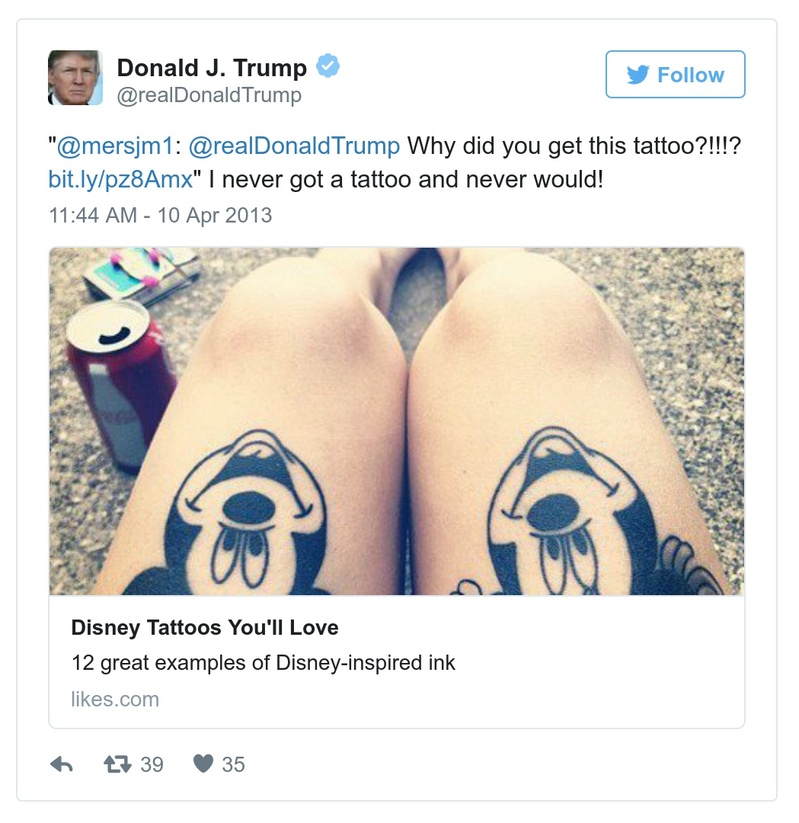 Donald J. Trump
@realDonaldTrump
Follow
"@mersjm1: @realDonaldTrump Why did you get this tattoo?!!!?
bit.ly/pz8Amx" I never got a tattoo and never would!
11:44 AM - 10 Apr 2013
Disney Tattoos You'll Love
12 great examples of Disney-inspired ink
likes.com
39
35